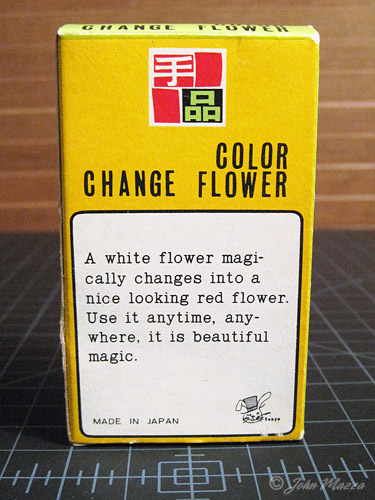 CHANGE FLOWER
手
品
COLOR
CHANGE FLOWER
A white flower magi-
cally changes into a
nice looking red flower.
Use it anytime, any-
where, it is beautiful
magic.
MADE IN JAPAN
Tenyo
© John Mazza